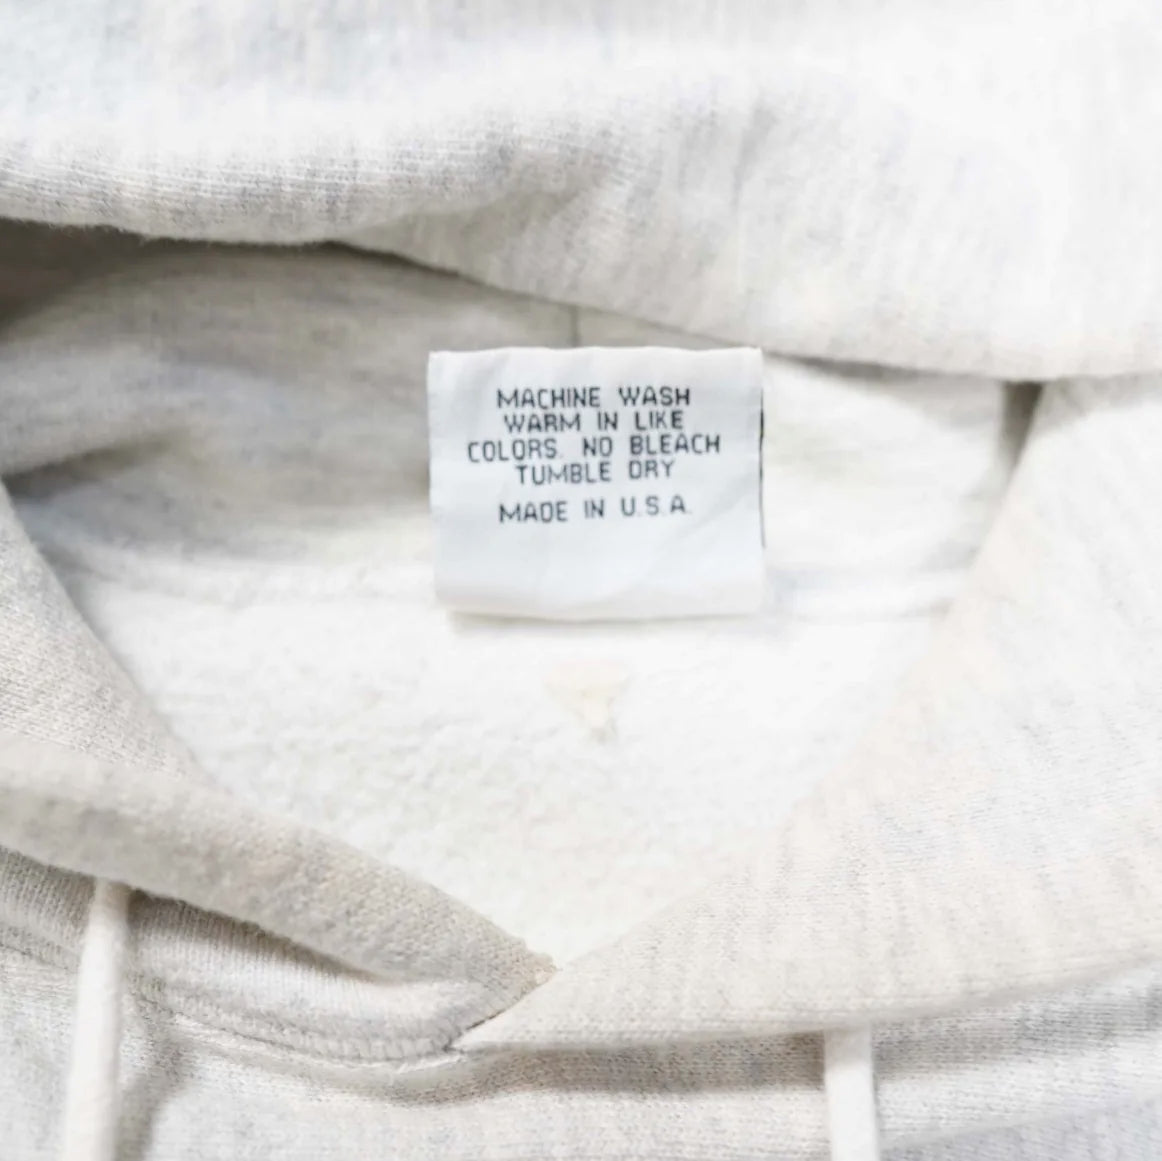 MACHINE WASH
WARM IN LIKE
COLORS. NO BLEACH
TUMBLE DRY
MADE IN U.S.A.